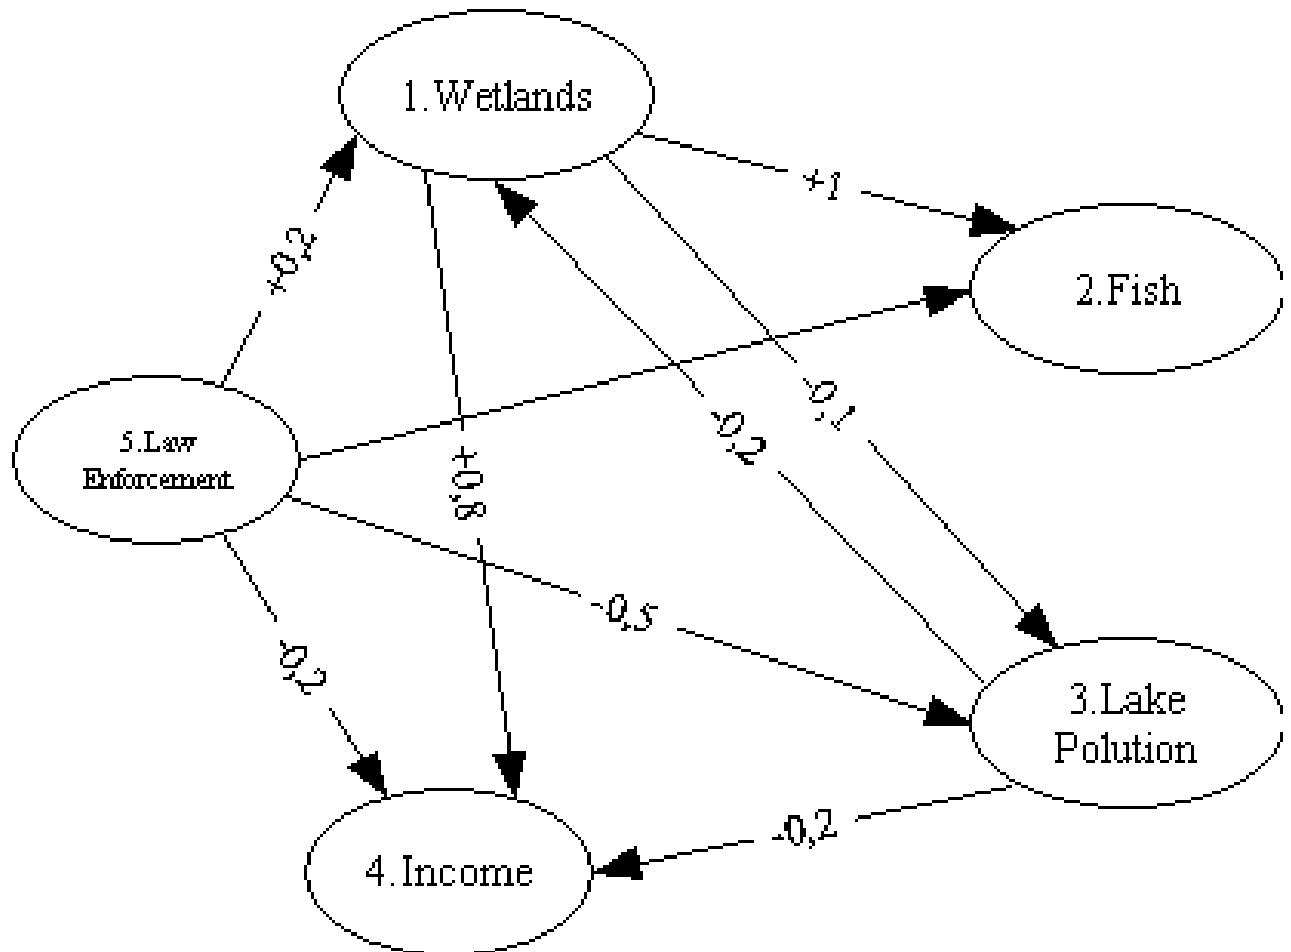 1.Wetlands
+1
+0,2
2.Fish
-0,1
-0,2
5.Law
Enforcement
+0,8
-0,5
-0,2
3.Lake
Polution
-0,2
4.Income